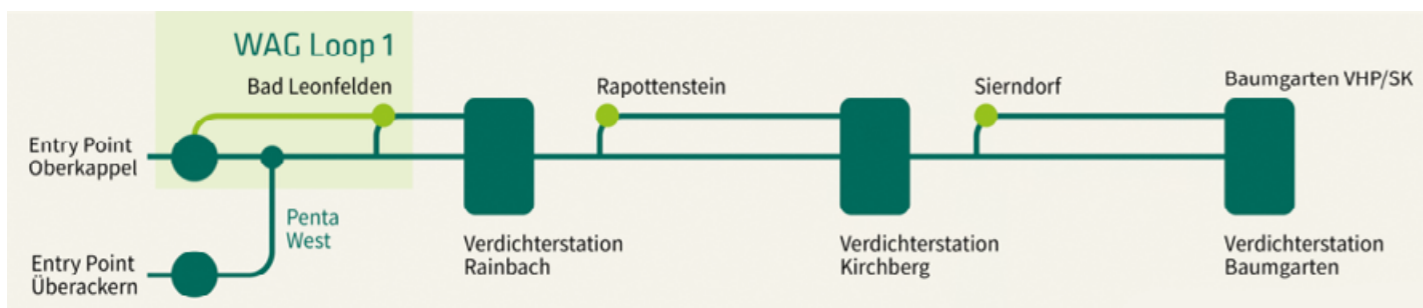 WAG Loop 1
Bad Leonfelden
Rapottenstein
Sierndorf
Baumgarten VHP/SK
Entry Point
Oberkappel
Penta
West
Entry Point
Überackern
Verdichterstation
Rainbach
Verdichterstation
Kirchberg
Verdichterstation
Baumgarten